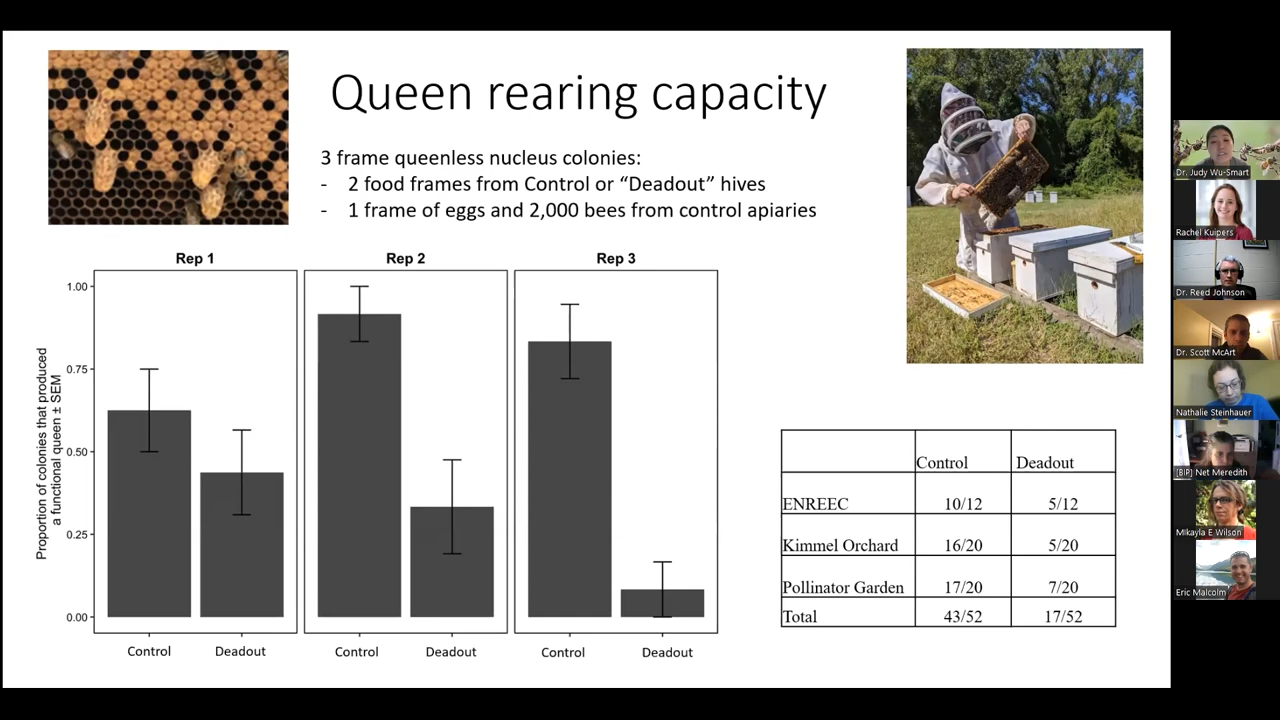 Queen rearing capacity
3 frame queenless nucleus colonies:
- 2 food frames from Control or “Deadout” hives
- 1 frame of eggs and 2,000 bees from control apiaries
Rep 1
Rep 2
Rep 3
Proportion of colonies that produced
a functional queen ± SEM
1.00
0.75
0.50
0.25
0.00
Control
Deadout
Control
Deadout
Control
Deadout
Control Deadout
ENREEC 10/12 5/12
Kimmel Orchard 16/20 5/20
Pollinator Garden 17/20 7/20
Total 43/52 17/52
Dr. Judy Wu-Smart
Rachel Kuipers
Dr. Reed Johnson
Dr. Scott McArt
Nathalie Steinhauer
[BIP] Net Meredith
MIkayla E Wilson
Eric Malcolm